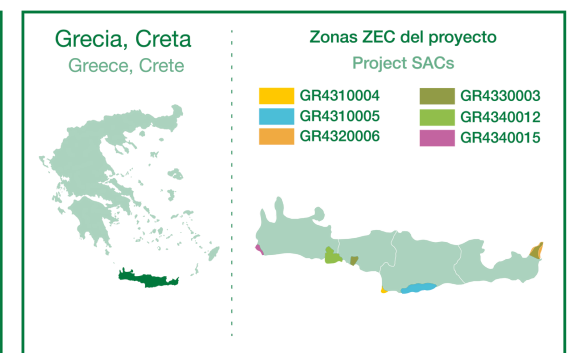 Grecia, Creta
Greece, Crete
Zonas ZEC del proyecto
Project SACs
GR4310004
GR4310005
GR4320006
GR4330003
GR4340012
GR4340015